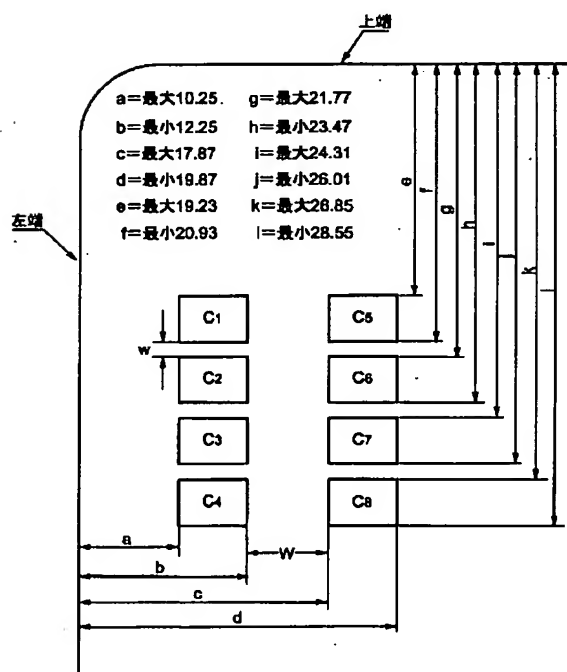 上端
a=最大10.25. g=最大21.77
b=最小12.25 h=最小23.47
c=最大17.87 i=最大24.31
d=最小19.87 j=最小26.01
e=最大19.23 k=最大26.85
f=最小20.93 l=最小28.55
左端
e
f
g
h
i
j
k
l
C1 C5
w
C2 C6
C3 C7
C4 C8
a
b
W
c
d